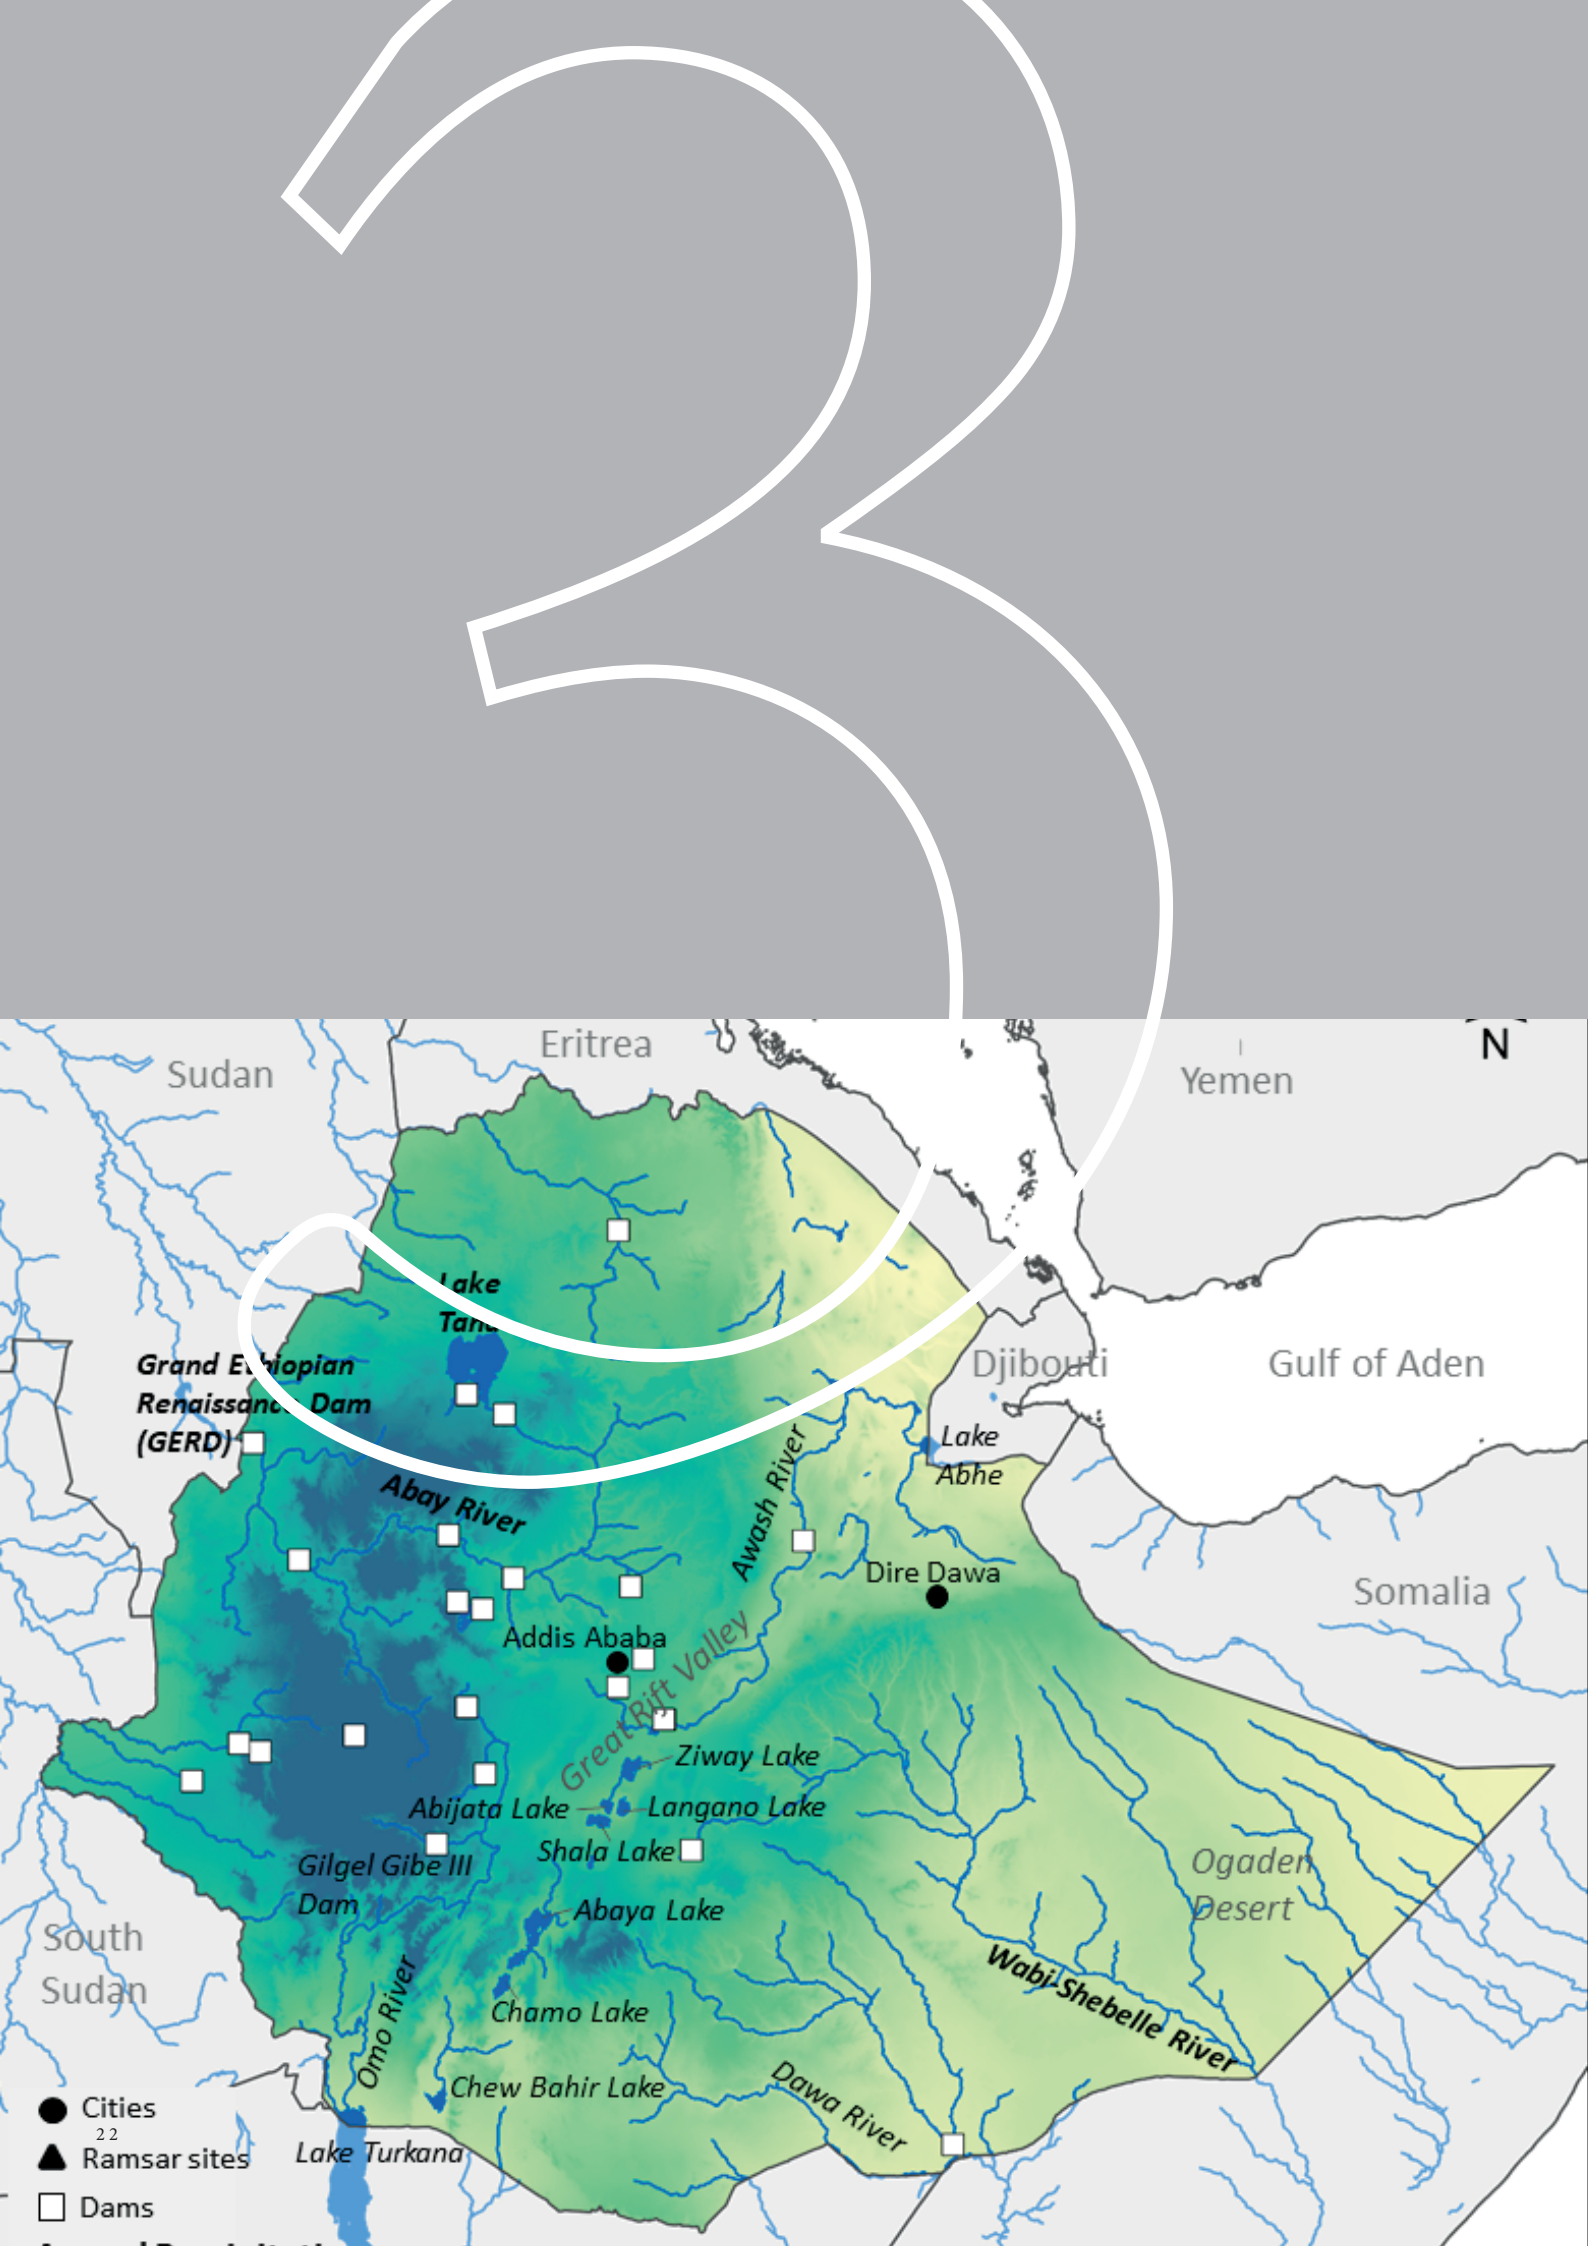 3
Eritrea
N
Sudan
Yemen
Lake
Tana
Grand Ethiopian
Renaissance Dam
(GERD)
Djibouti
Gulf of Aden
Lake
Abhe
Abay River
Awash River
Dire Dawa
Somalia
Addis Ababa
Great Rift Valley
Ziway Lake
Abijata Lake
Langano Lake
Shala Lake
Gilgel Gibe III
Dam
Ogaden
Desert
Abaya Lake
South
Sudan
Wabi-Shebelle River
Omo River
Chamo Lake
Chew Bahir Lake
Dawa River
Cities
22
Ramsar sites
Lake Turkana
Dams